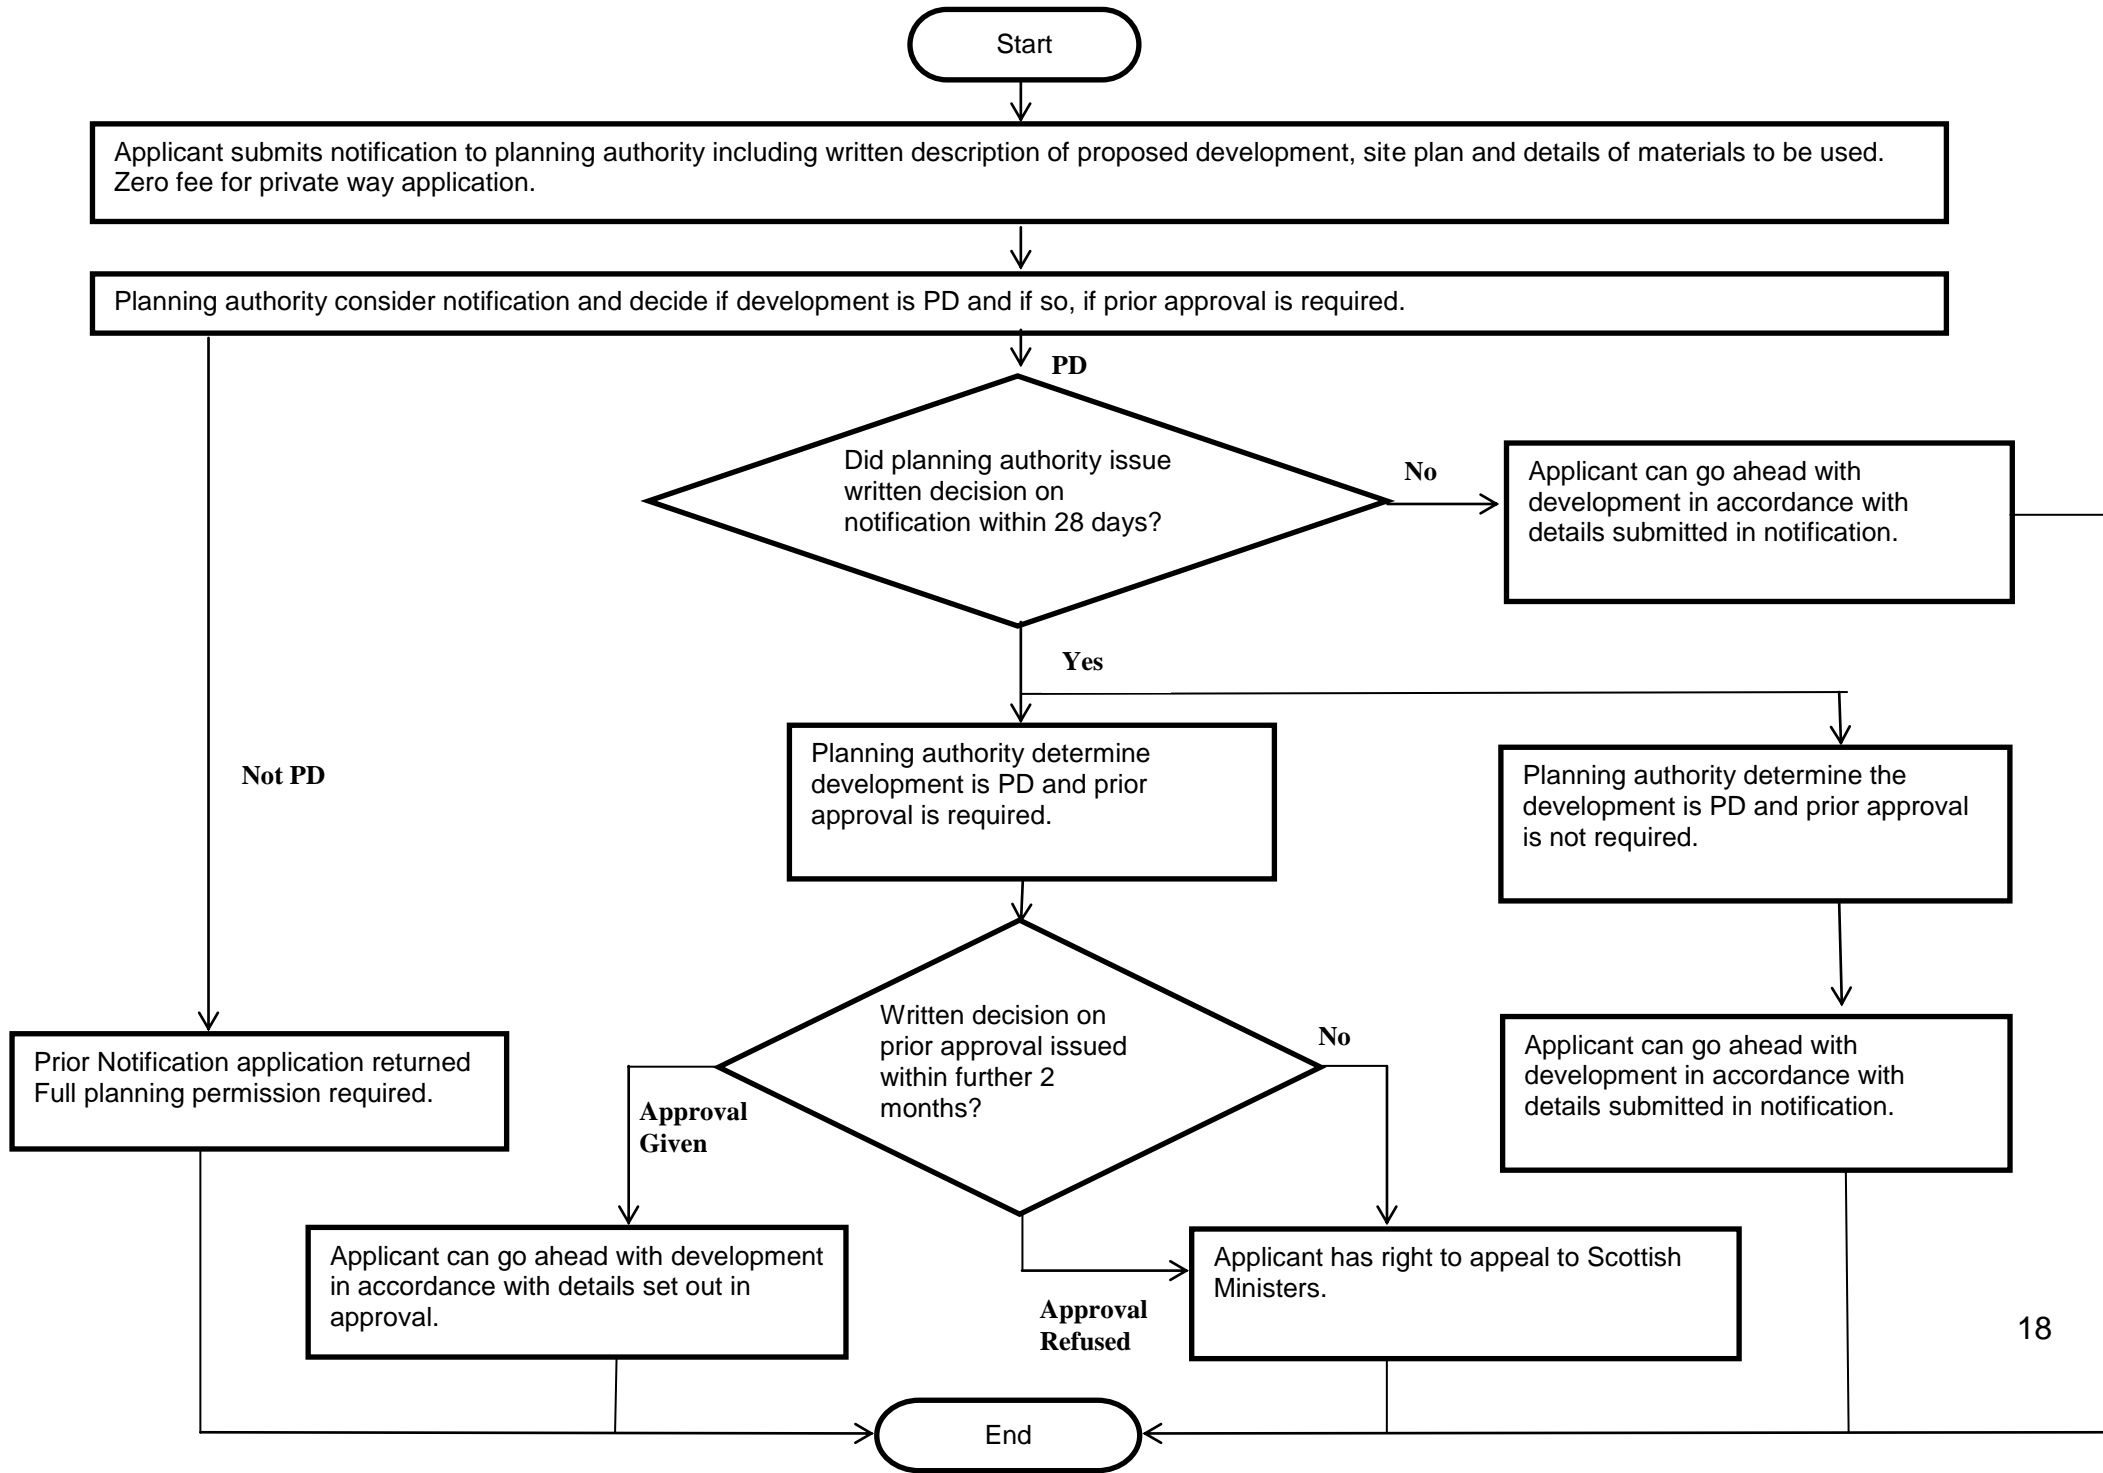 Start
Applicant submits notification to planning authority including written description of proposed development, site plan and details of materials to be used.
Zero fee for private way application.
Planning authority consider notification and decide if development is PD and if so, if prior approval is required.
PD
Did planning authority issue
written decision on
notification within 28 days?
No
Applicant can go ahead with
development in accordance with
details submitted in notification.
Yes
Not PD
Planning authority determine
development is PD and prior
approval is required.
Planning authority determine the
development is PD and prior approval
is not required.
Written decision on
prior approval issued
within further 2
months?
No
Prior Notification application returned
Full planning permission required.
Approval
Given
Applicant can go ahead with
development in accordance with
details submitted in notification.
Applicant can go ahead with development
in accordance with details set out in
approval.
Approval
Refused
Applicant has right to appeal to Scottish
Ministers.
18
End